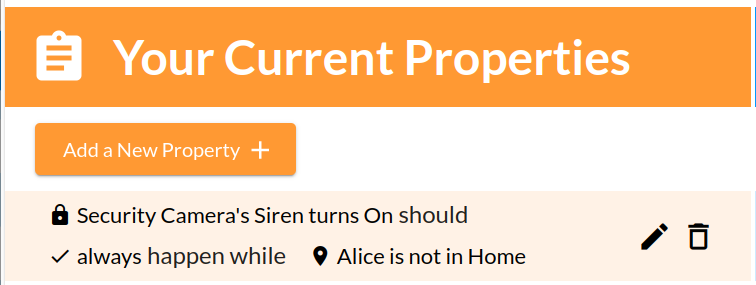 Your Current Properties
Add a New Property +
Security Camera's Siren turns On should
always happen while Alice is not in Home